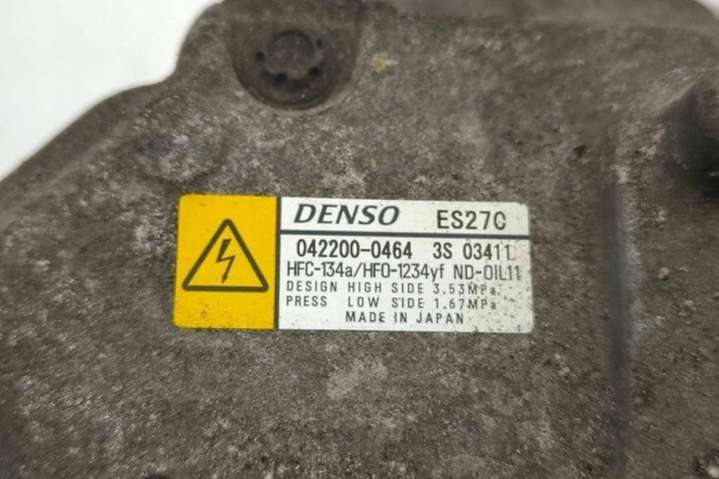 DENSO ES27C
042200-0464 3S 03411
HFC-134a/HFO-1234yf ND-OIL11
DESIGN HIGH SIDE 3.53MPa
PRESS LOW SIDE 1.67MPa
MADE IN JAPAN